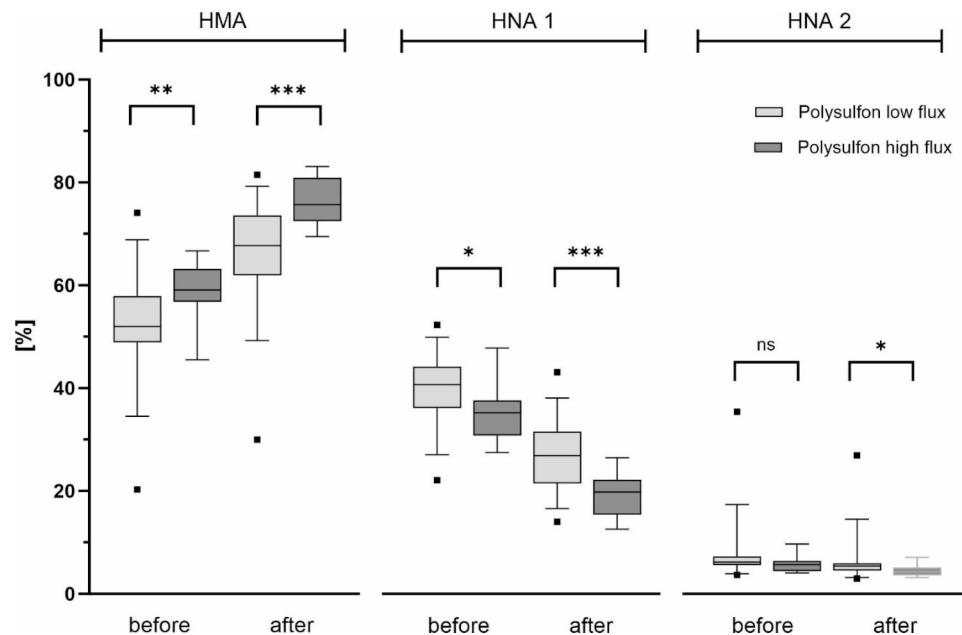 HMA HNA 1 HNA 2
100
** ***
Polysulfon low flux
Polysulfon high flux
80
* ***
60
[%]
40
ns *
20
0
before after before after before after